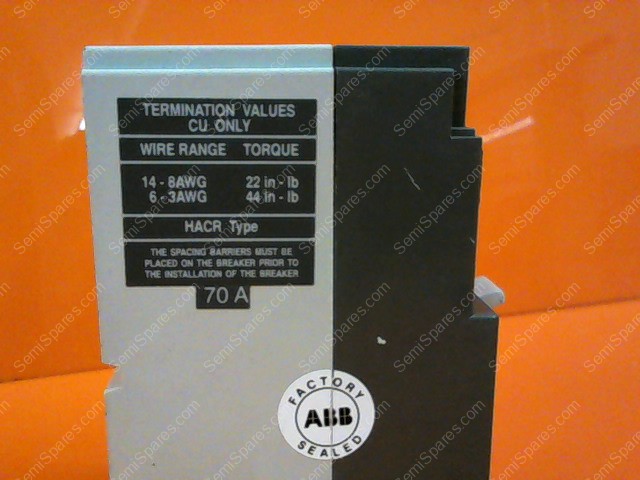 TERMINATION VALUES
CU ONLY
WIRE RANGE TORQUE
14 - 8AWG 22 in - lb
6 - 3AWG 44 in - lb
HACR Type
THE SPACING BARRIERS MUST BE
PLACED ON THE BREAKER PRIOR TO
THE INSTALLATION OF THE BREAKER
70 A
FACTORY
ABB
SEALED
SemiSpares.com